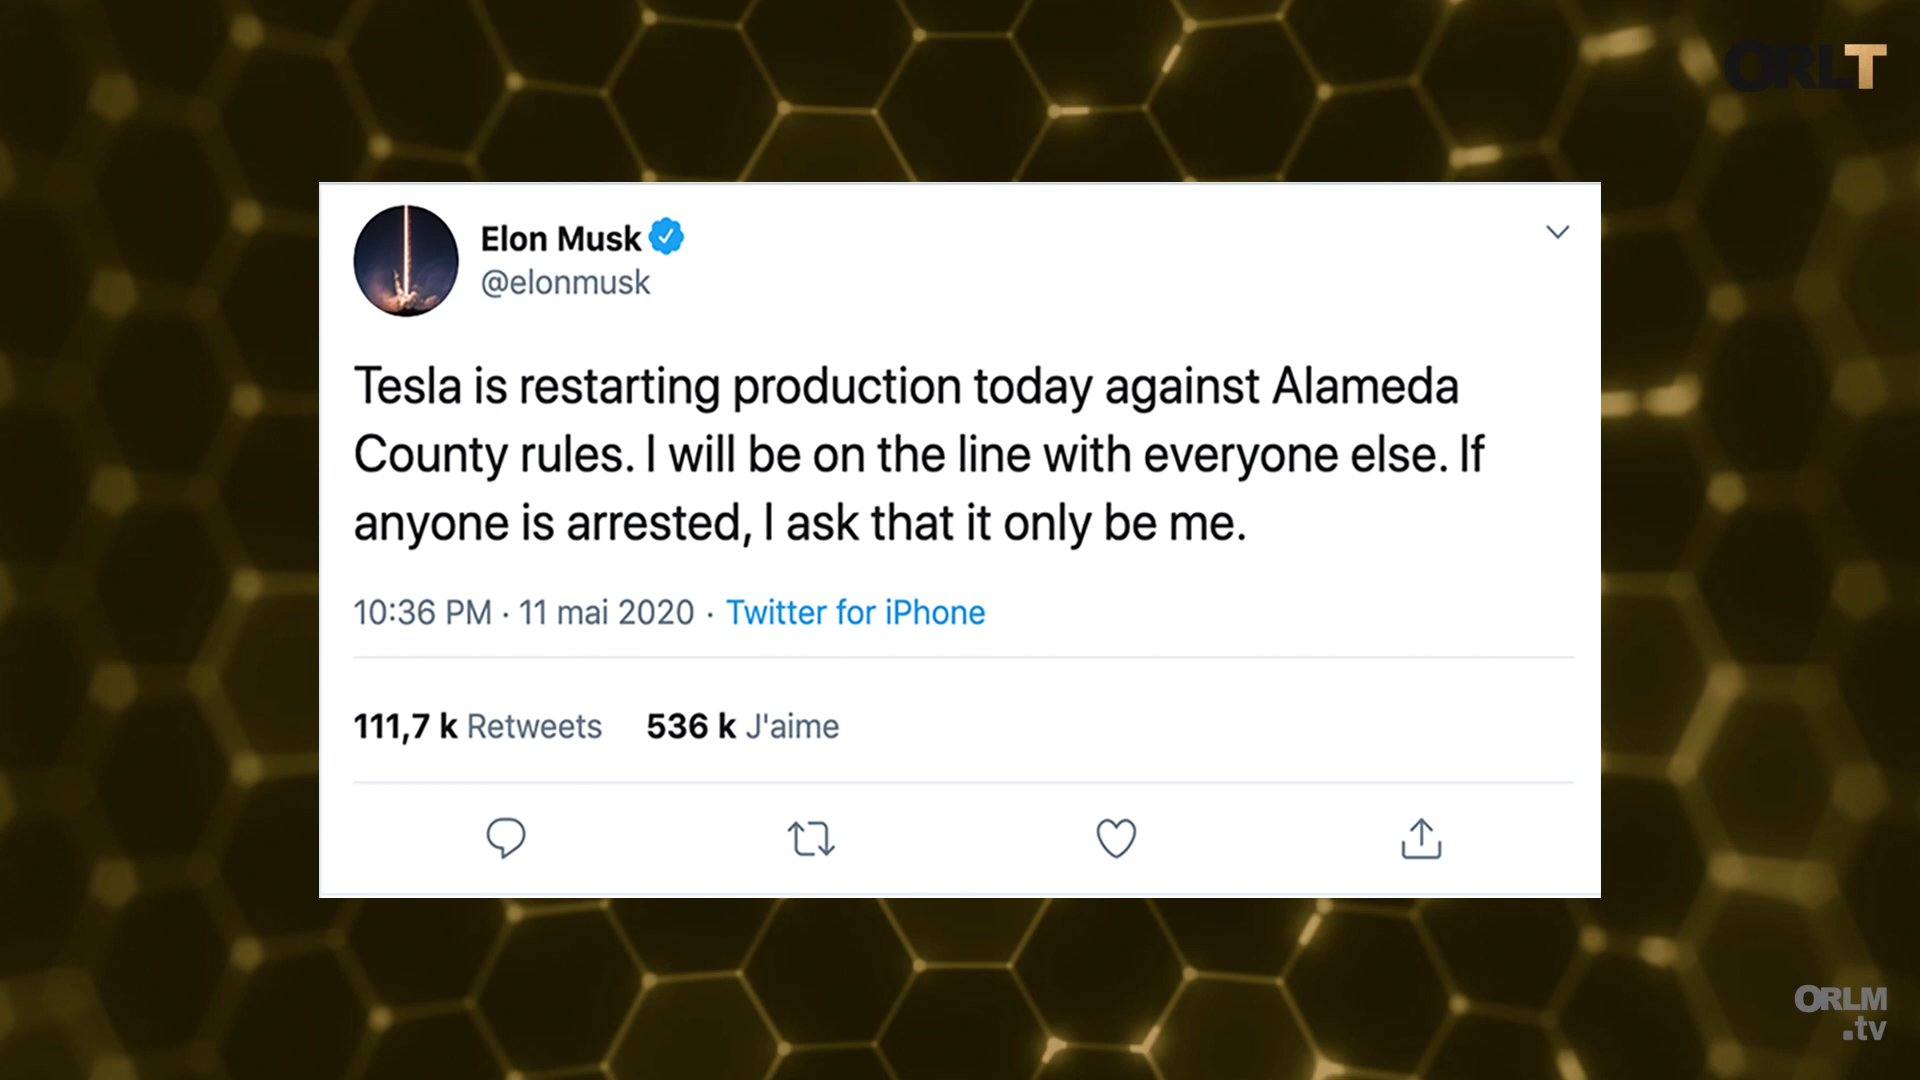 ORLT
Elon Musk
@elonmusk
Tesla is restarting production today against Alameda
County rules. I will be on the line with everyone else. If
anyone is arrested, I ask that it only be me.
10:36 PM · 11 mai 2020 · Twitter for iPhone
111,7 k Retweets 536 k J'aime
ORLM
.tv